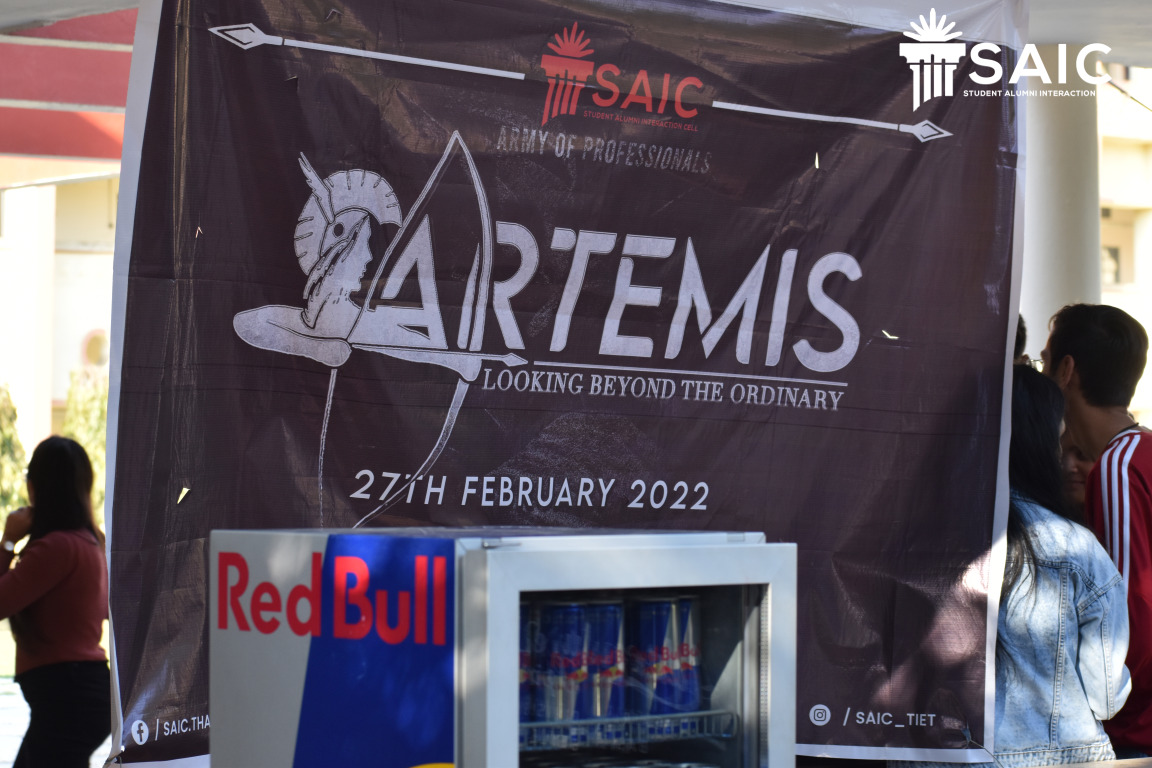 SAIC
STUDENT ALUMNI INTERACTION
SAIC
STUDENT ALUMNI INTERACTION CELL
ARMY OF PROFESSIONALS
ARTEMIS
LOOKING BEYOND THE ORDINARY
27TH FEBRUARY 2022
Red Bull
/ SAIC.THA
/ SAIC_TIET